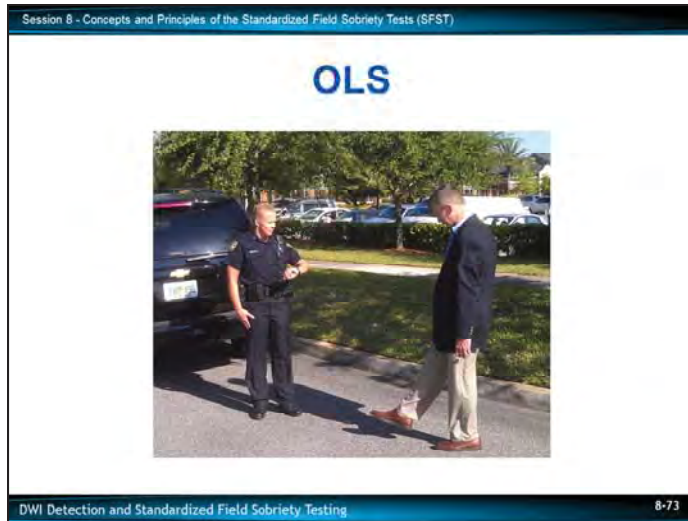 Session 8 - Concepts and Principles of the Standardized Field Sobriety Tests (SFST)
OLS
DWI Detection and Standardized Field Sobriety Testing
8-73